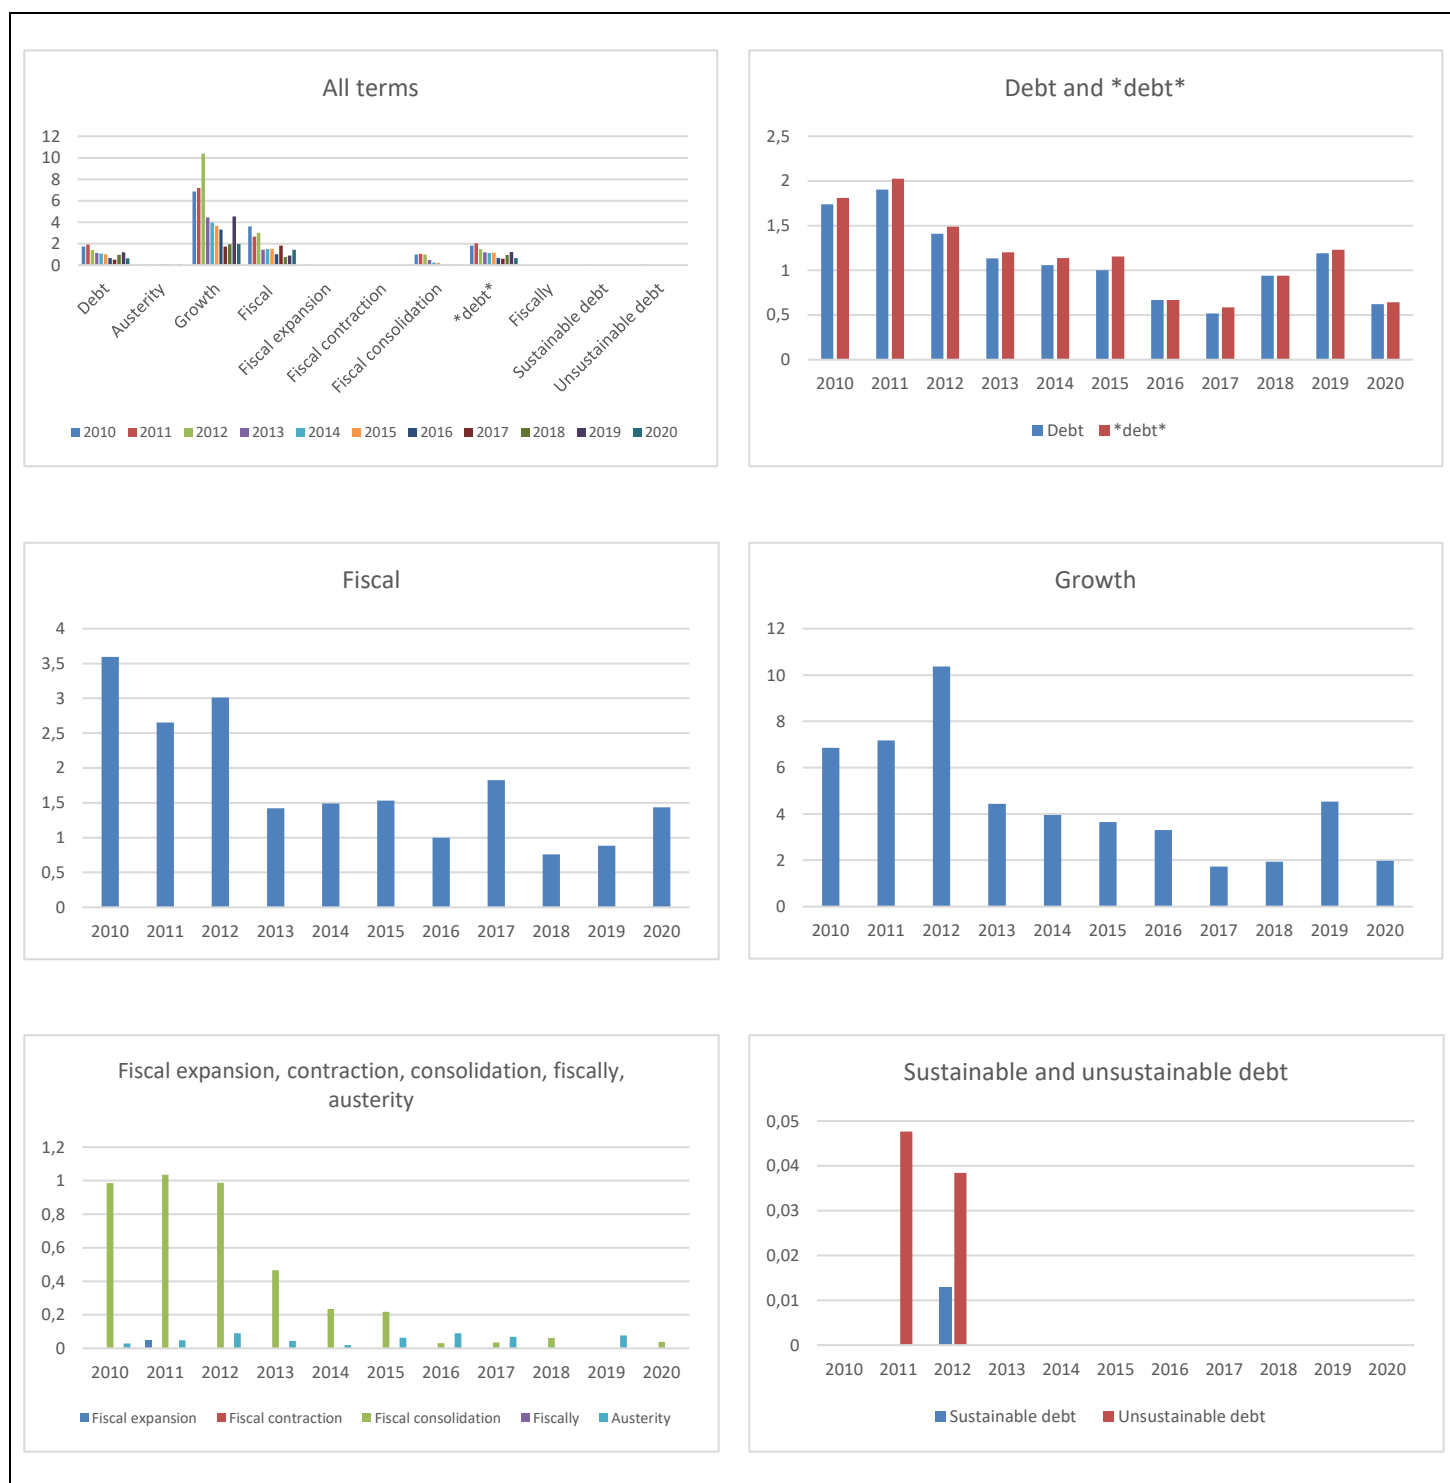 All terms
12
10
8
6
4
2
0
Debt
Austerity
Growth
Fiscal
Fiscal expansion
Fiscal contraction
Fiscal consolidation
*debt*
Fiscally
Sustainable debt
Unsustainable debt
2010 2011 2012 2013 2014 2015 2016 2017 2018 2019 2020
Debt and *debt*
2,5
2
1,5
1
0,5
0
2010 2011 2012 2013 2014 2015 2016 2017 2018 2019 2020
Debt *debt*
Fiscal
4
3,5
3
2,5
2
1,5
1
0,5
0
2010 2011 2012 2013 2014 2015 2016 2017 2018 2019 2020
Growth
12
10
8
6
4
2
0
2010 2011 2012 2013 2014 2015 2016 2017 2018 2019 2020
Fiscal expansion, contraction, consolidation, fiscally,
austerity
1,2
1
0,8
0,6
0,4
0,2
0
2010 2011 2012 2013 2014 2015 2016 2017 2018 2019 2020
Fiscal expansion Fiscal contraction Fiscal consolidation Fiscally Austerity
Sustainable and unsustainable debt
0,05
0,04
0,03
0,02
0,01
0
2010 2011 2012 2013 2014 2015 2016 2017 2018 2019 2020
Sustainable debt Unsustainable debt